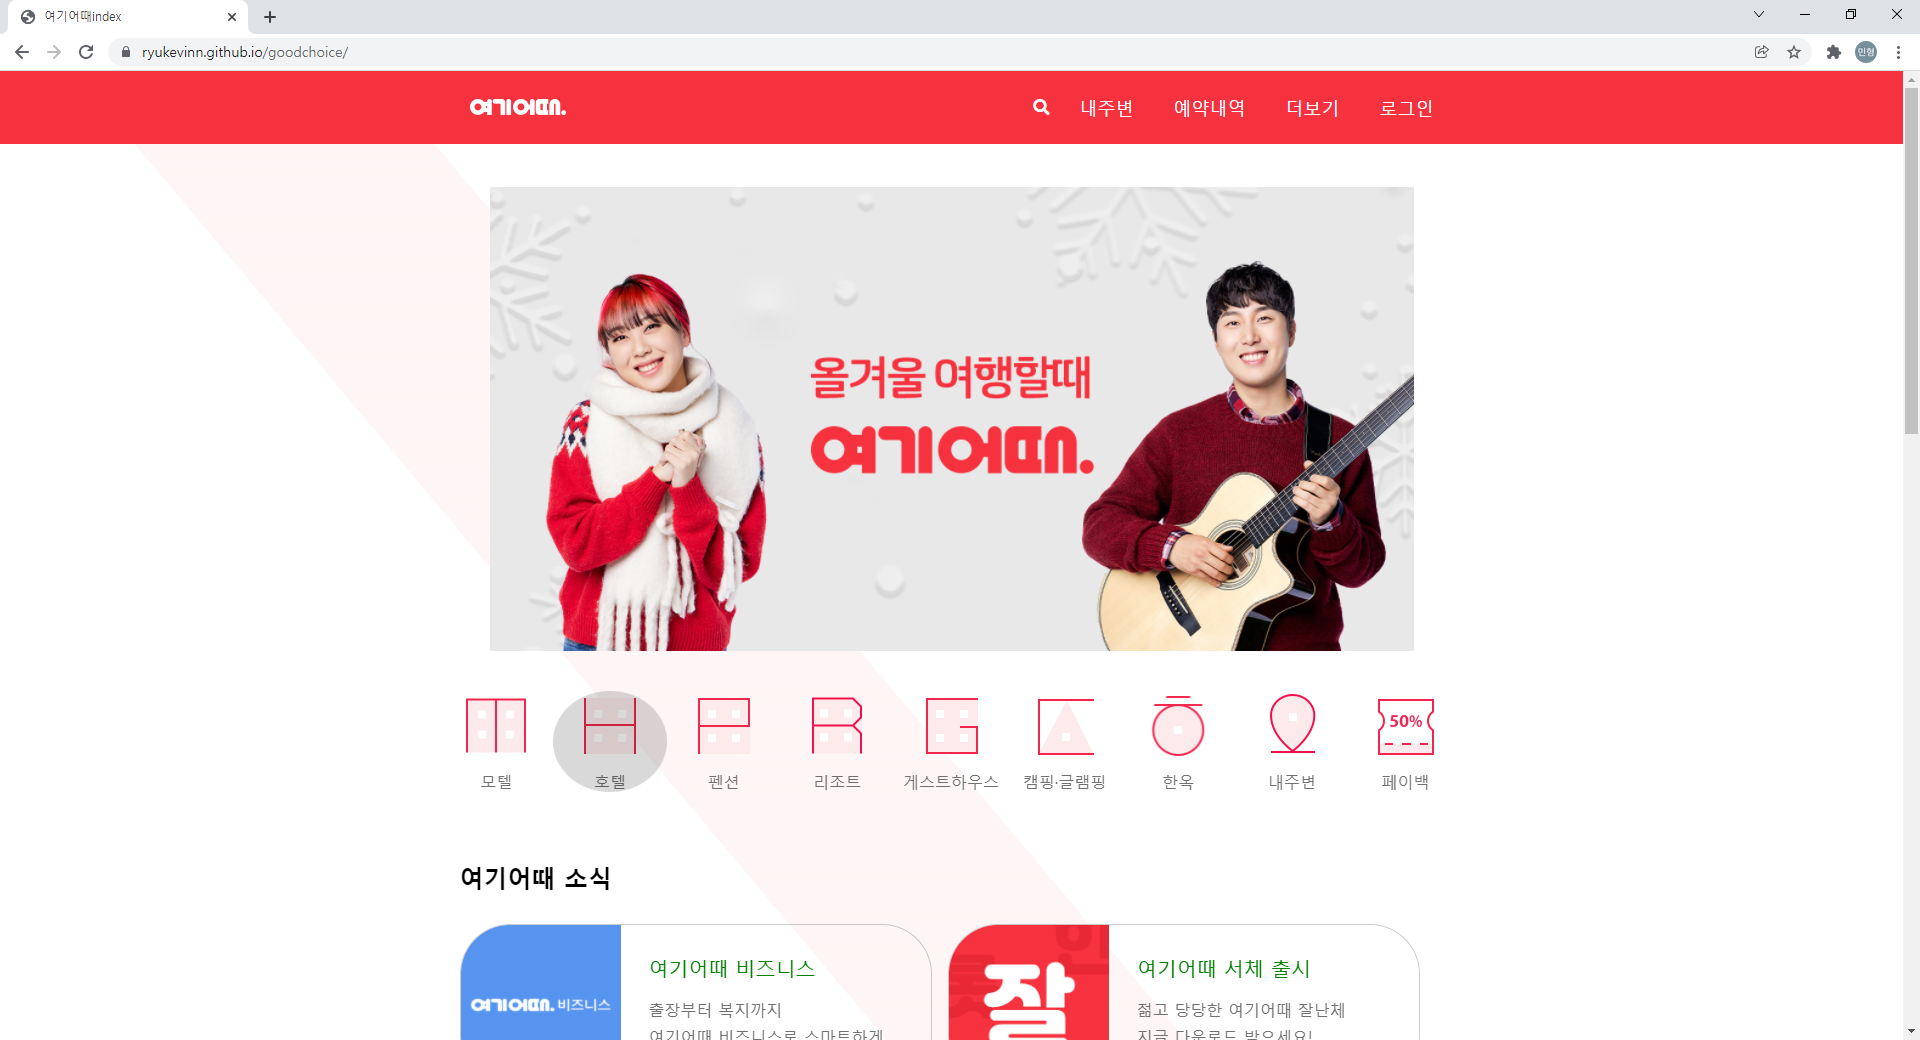 여기어때index
ryukevinn.github.io/goodchoice/
민형
여기어때.
내주변
예약내역
더보기
로그인
올겨울 여행할때
여기어때.
50%
모텔
호텔
펜션
리조트
게스트하우스
캠핑·글램핑
한옥
내주변
페이백
여기어때 소식
여기어때. 비즈니스
여기어때 비즈니스
출장부터 복지까지
여기어때 비즈니스로 스마트하게
잘
여기어때 서체 출시
젊고 당당한 여기어때 잘난체
지금 다운로드 받으세요!